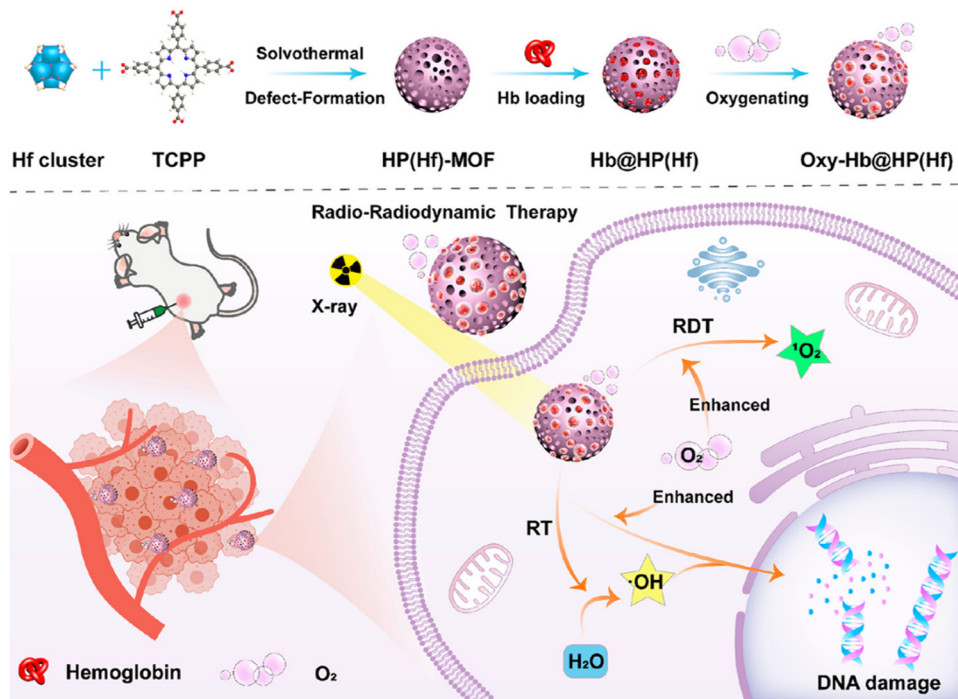 Solvothermal
Defect-Formation
Hb loading
Oxygenating
Hf cluster
TCPP
HP(Hf)-MOF
Hb@HP(Hf)
Oxy-Hb@HP(Hf)
Radio-Radiodynamic Therapy
X-ray
RDT
¹O₂
Enhanced
O₂
Enhanced
RT
·OH
H₂O
DNA damage
Hemoglobin
O₂